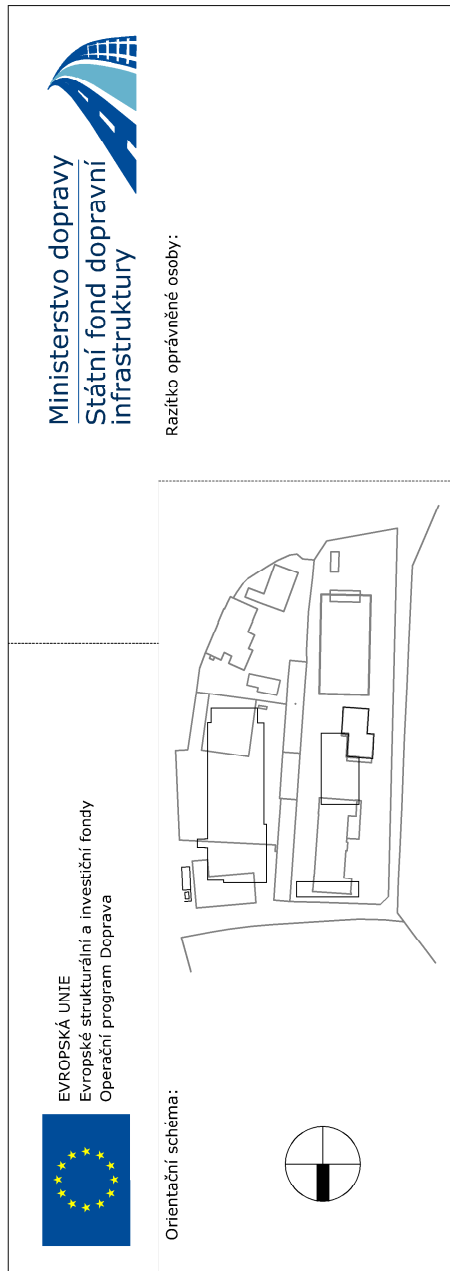 EVROPSKÁ UNIE
Evropské strukturální a investiční fondy
Operační program Doprava
Ministerstvo dopravy
Státní fond dopravní
infrastruktury
Orientační schéma:
Razítko oprávněné osoby: